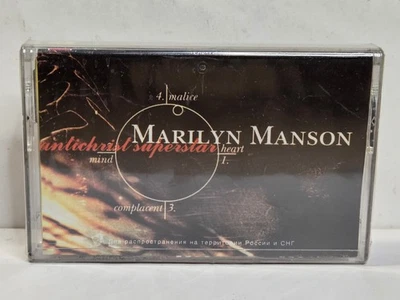 4. malice
MARILYN MANSON
antichrist superstar
heart
mind
1.
complacent 3.
Для распространения на территории России и СНГ